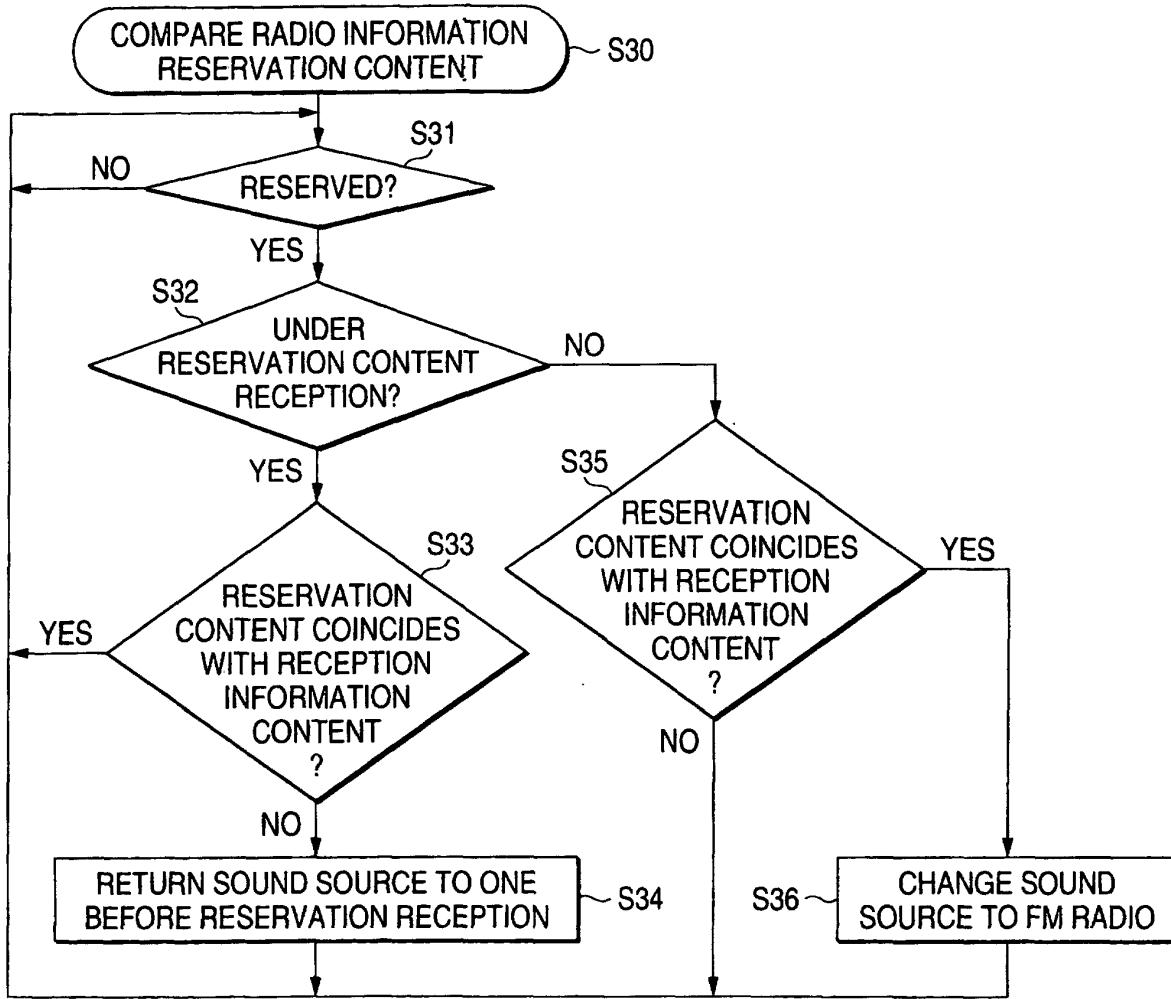 COMPARE RADIO INFORMATION
RESERVATION CONTENT
S30
S31
NO
RESERVED?
YES
S32
UNDER
RESERVATION CONTENT
RECEPTION?
NO
YES
S35
RESERVATION
CONTENT COINCIDES
WITH RECEPTION
INFORMATION
CONTENT
?
YES
NO
S33
RESERVATION
CONTENT COINCIDES
WITH RECEPTION
INFORMATION
CONTENT
?
YES
NO
RETURN SOUND SOURCE TO ONE
BEFORE RESERVATION RECEPTION
S34
S36
CHANGE SOUND
SOURCE TO FM RADIO